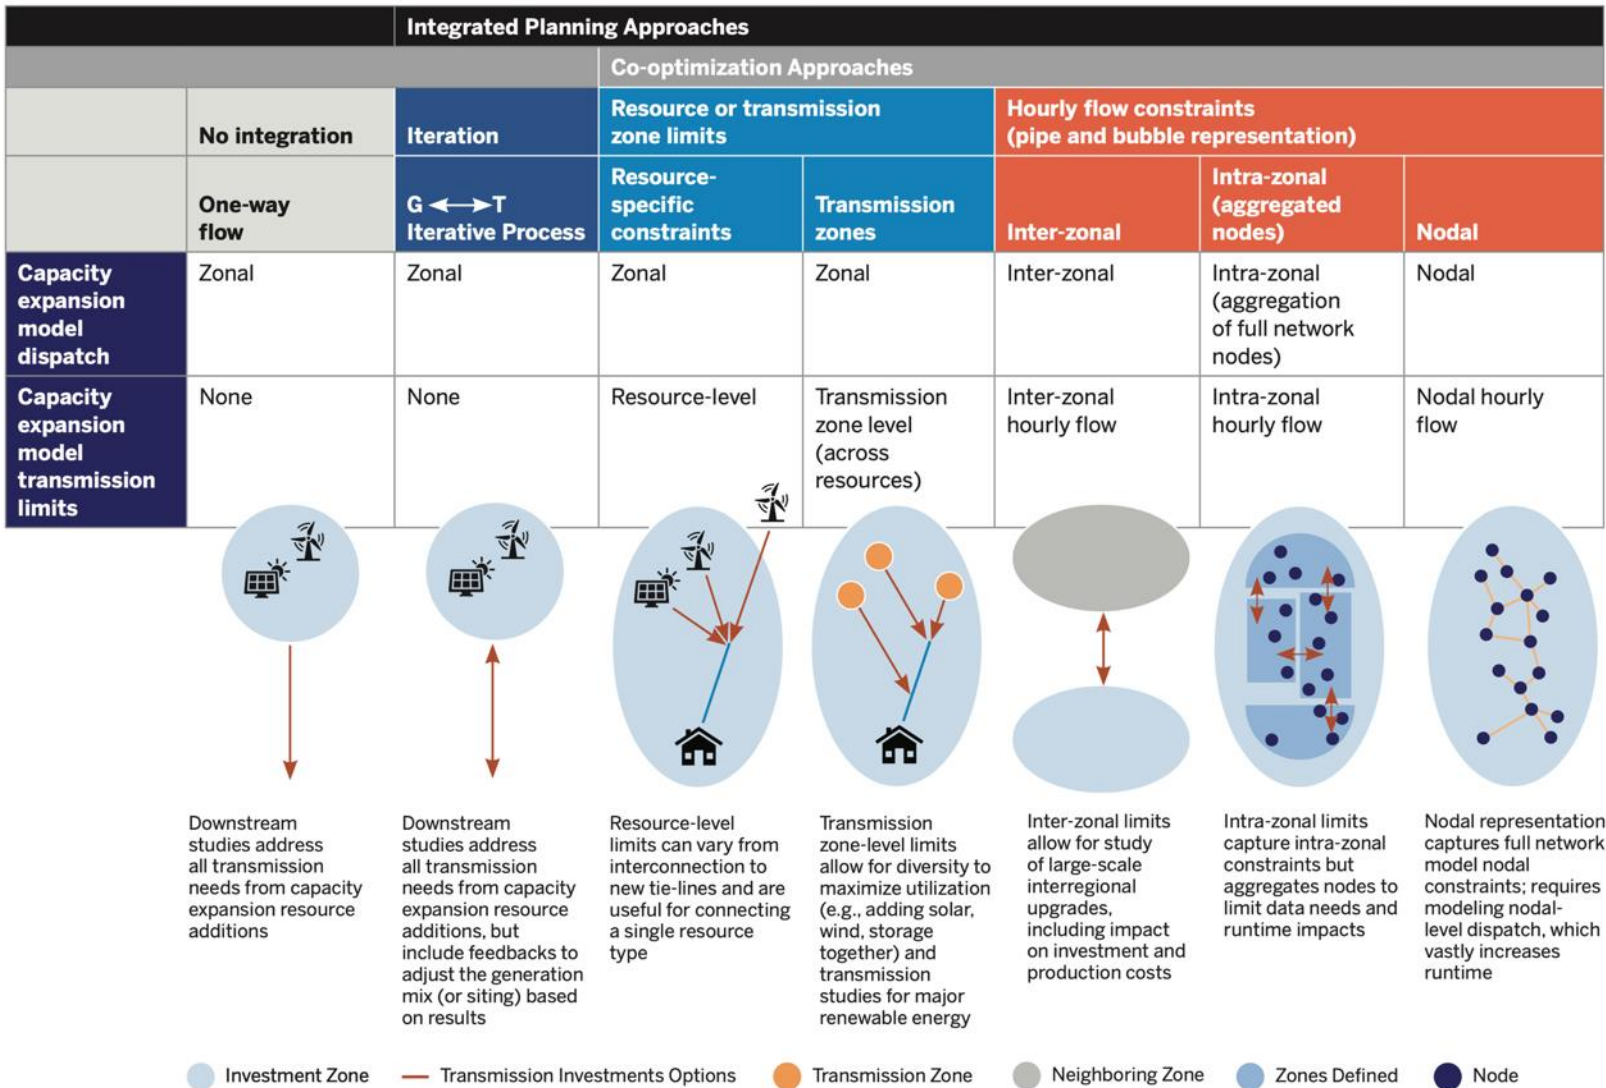 Integrated Planning Approaches
Co-optimization Approaches
No integration
Iteration
Resource or transmission
zone limits
Hourly flow constraints
(pipe and bubble representation)
One-way
flow
G ⟷ T
Iterative Process
Resource-
specific
constraints
Transmission
zones
Inter-zonal
Intra-zonal
(aggregated
nodes)
Nodal
Capacity
expansion
model
dispatch
Zonal
Zonal
Zonal
Zonal
Inter-zonal
Intra-zonal
(aggregation
of full network
nodes)
Nodal
Capacity
expansion
model
transmission
limits
None
None
Resource-level
Transmission
zone level
(across
resources)
Inter-zonal
hourly flow
Intra-zonal
hourly flow
Nodal hourly
flow
Downstream
studies address
all transmission
needs from capacity
expansion resource
additions
Downstream
studies address
all transmission
needs from capacity
expansion resource
additions, but
include feedbacks to
adjust the generation
mix (or siting) based
on results
Resource-level
limits can vary from
interconnection to
new tie-lines and are
useful for connecting
a single resource
type
Transmission
zone-level limits
allow for diversity to
maximize utilization
(e.g., adding solar,
wind, storage
together) and
transmission
studies for major
renewable energy
Inter-zonal limits
allow for study
of large-scale
interregional
upgrades,
including impact
on investment and
production costs
Intra-zonal limits
capture intra-zonal
constraints but
aggregates nodes to
limit data needs and
runtime impacts
Nodal representation
captures full network
model nodal
constraints; requires
modeling nodal-
level dispatch, which
vastly increases
runtime
Investment Zone
Transmission Investments Options
Transmission Zone
Neighboring Zone
Zones Defined
Node